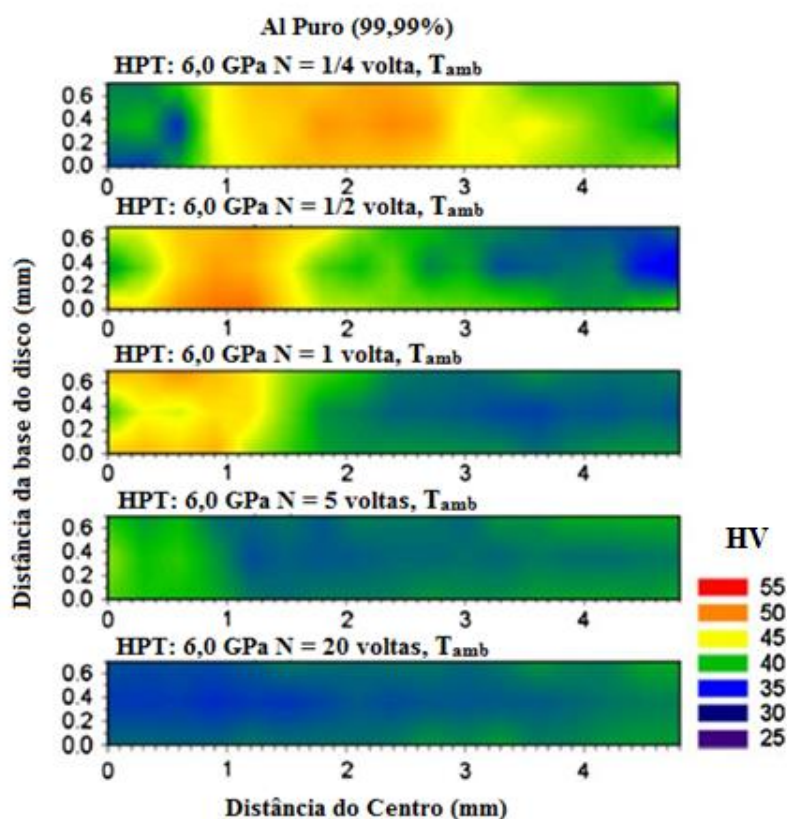 Al Puro (99,99%)
HPT: 6,0 GPa N = 1/4 volta, Tamb
0.6
0.4
0.2
0.0
0 1 2 3 4
HPT: 6,0 GPa N = 1/2 volta, Tamb
0.6
0.4
0.2
0.0
0 1 2 3 4
HPT: 6,0 GPa N = 1 volta, Tamb
0.6
0.4
0.2
0.0
0 1 2 3 4
HPT: 6,0 GPa N = 5 voltas, Tamb
0.6
0.4
0.2
0.0
0 1 2 3 4
HPT: 6,0 GPa N = 20 voltas, Tamb
0.6
0.4
0.2
0.0
0 1 2 3 4
Distância da base do disco (mm)
Distância do Centro (mm)
HV
55
50
45
40
35
30
25